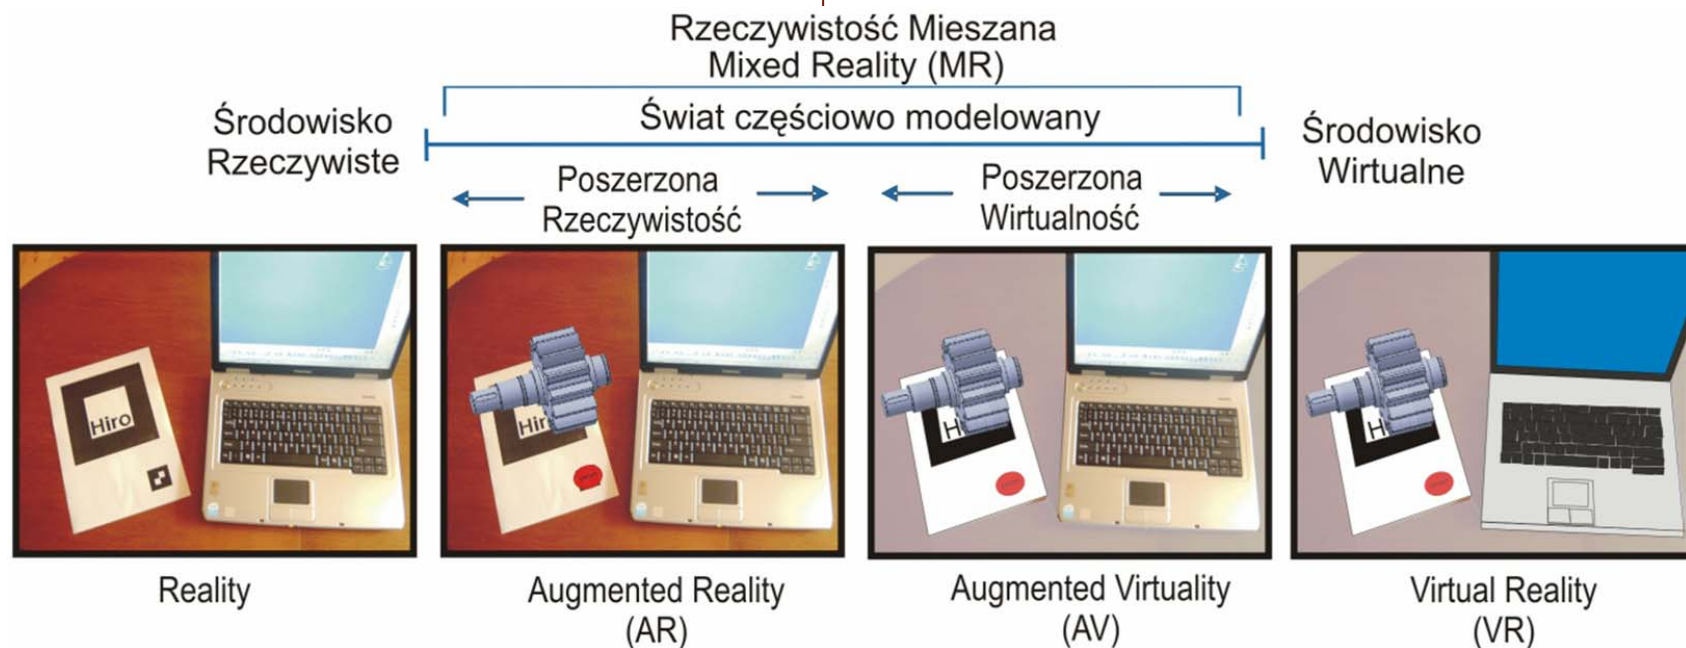 Rzeczywistość Mieszana
Mixed Reality (MR)
Środowisko
Rzeczywiste
Świat częściowo modelowany
Środowisko
Wirtualne
Poszerzona
Rzeczywistość
Poszerzona
Wirtualność
Hiro
Hir
H
H
Reality
Augmented Reality
(AR)
Augmented Virtuality
(AV)
Virtual Reality
(VR)